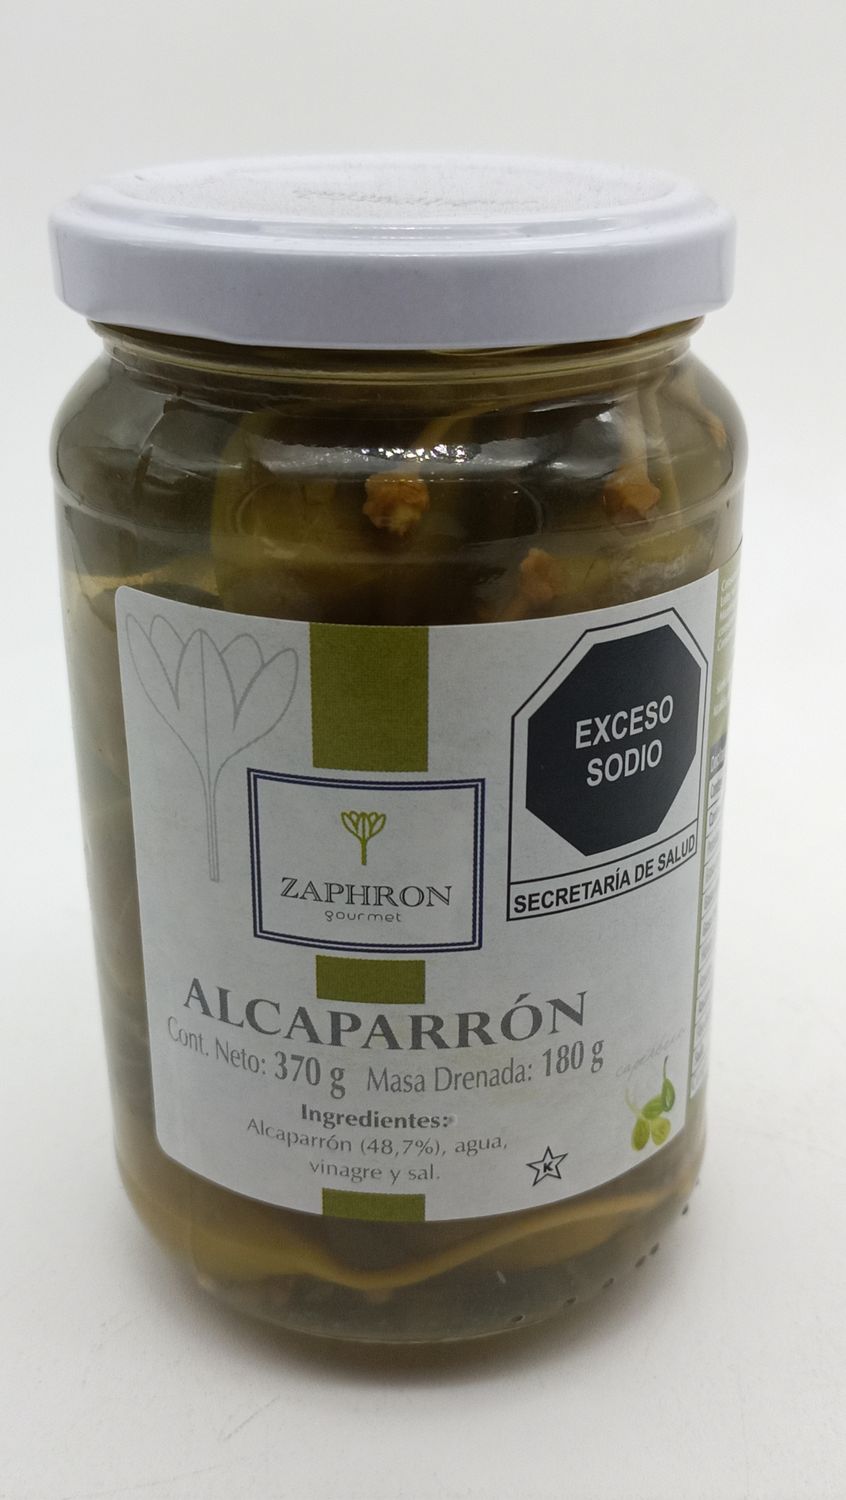 EXCESO
SODIO
SECRETARÍA DE SALUD
ZAPHRON
gourmet
ALCAPARRÓN
Cont. Neto: 370 g Masa Drenada: 180 g
Ingredientes:
Alcaparrón (48,7%), agua,
vinagre y sal.
K